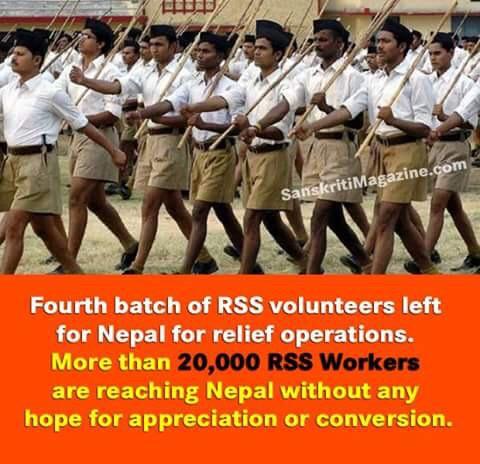 SanskritiMagazine.com
Fourth batch of RSS volunteers left
for Nepal for relief operations.
More than 20,000 RSS Workers
are reaching Nepal without any
hope for appreciation or conversion.